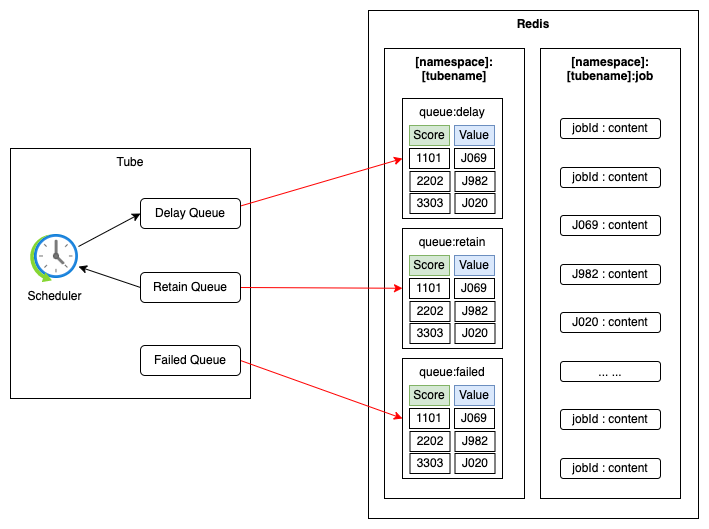 Redis
[namespace]:
[tubename]
[namespace]:
[tubename]:job
queue:delay
Score Value
1101 J069
2202 J982
3303 J020
queue:retain
Score Value
1101 J069
2202 J982
3303 J020
queue:failed
Score Value
1101 J069
2202 J982
3303 J020
jobId : content
jobId : content
J069 : content
J982 : content
J020 : content
... ...
jobId : content
jobId : content
Tube
Delay Queue
Scheduler
Retain Queue
Failed Queue